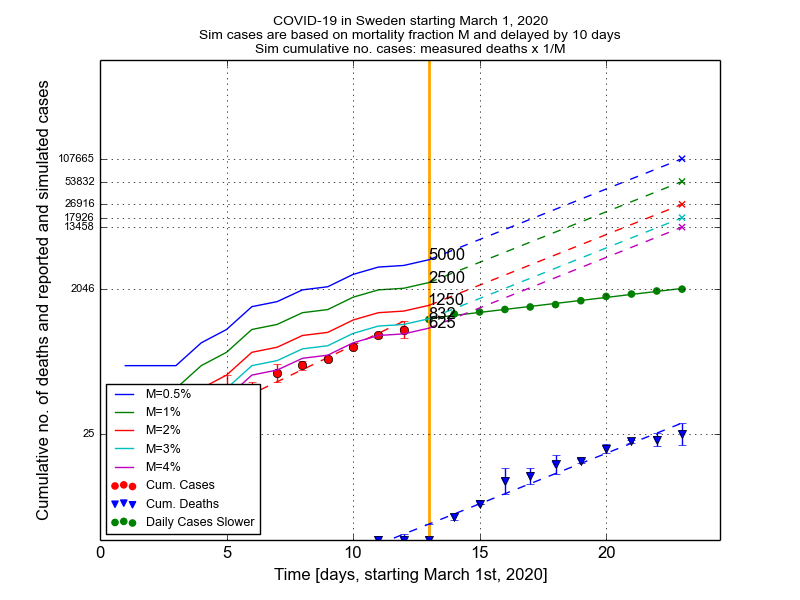 COVID-19 in Sweden starting March 1, 2020
Sim cases are based on mortality fraction M and delayed by 10 days
Sim cumulative no. cases: measured deaths x 1/M
Cumulative no. of deaths and reported and simulated cases
107665
53832
26916
17926
13458
2046
25
5000
2500
1250
832
625
M=0.5%
M=1%
M=2%
M=3%
M=4%
Cum. Cases
Cum. Deaths
Daily Cases Slower
0 5 10 15 20
Time [days, starting March 1st, 2020]